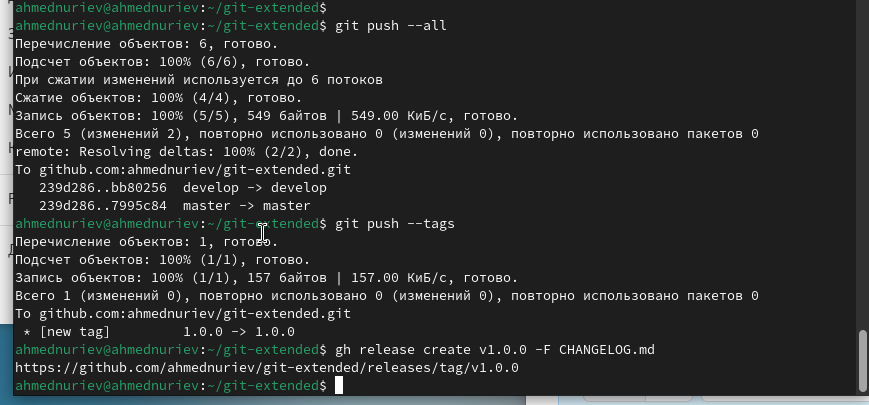 ahmednuriev@ahmednuriev:~/git-extended$
ahmednuriev@ahmednuriev:~/git-extended$ git push --all
Перечисление объектов: 6, готово.
Подсчет объектов: 100% (6/6), готово.
При сжатии изменений используется до 6 потоков
Сжатие объектов: 100% (4/4), готово.
Запись объектов: 100% (5/5), 549 байтов | 549.00 КиБ/с, готово.
Всего 5 (изменений 2), повторно использовано 0 (изменений 0), повторно использовано пакетов 0
remote: Resolving deltas: 100% (2/2), done.
To github.com:ahmednuriev/git-extended.git
   239d286..bb80256  develop -> develop
   239d286..7995c84  master -> master
ahmednuriev@ahmednuriev:~/git-extended$ git push --tags
Перечисление объектов: 1, готово.
Подсчет объектов: 100% (1/1), готово.
Запись объектов: 100% (1/1), 157 байтов | 157.00 КиБ/с, готово.
Всего 1 (изменений 0), повторно использовано 0 (изменений 0), повторно использовано пакетов 0
To github.com:ahmednuriev/git-extended.git
 * [new tag]         1.0.0 -> 1.0.0
ahmednuriev@ahmednuriev:~/git-extended$ gh release create v1.0.0 -F CHANGELOG.md
https://github.com/ahmednuriev/git-extended/releases/tag/v1.0.0
ahmednuriev@ahmednuriev:~/git-extended$